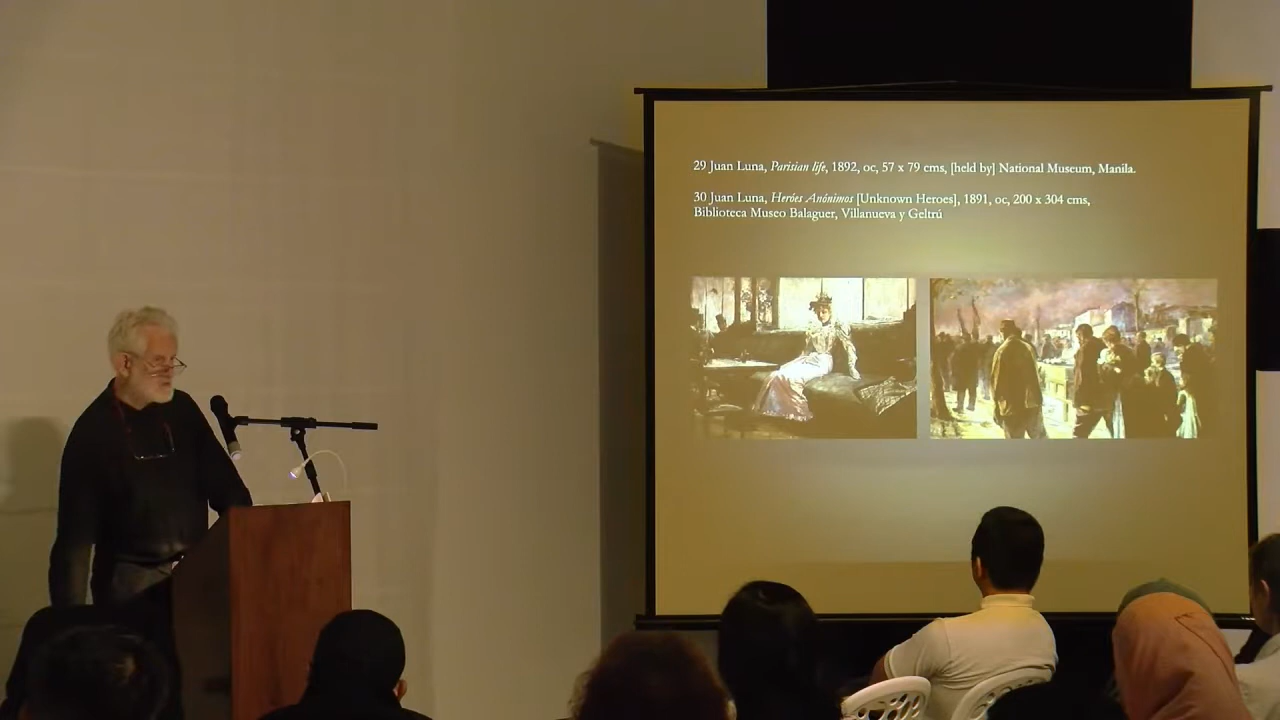 29 Juan Luna, Parisian life, 1892, oc, 57 x 79 cms, [held by] National Museum, Manila.
30 Juan Luna, Heróes Anónimos [Unknown Heroes], 1891, oc, 200 x 304 cms,
Biblioteca Museo Balaguer, Villanueva y Geltrú